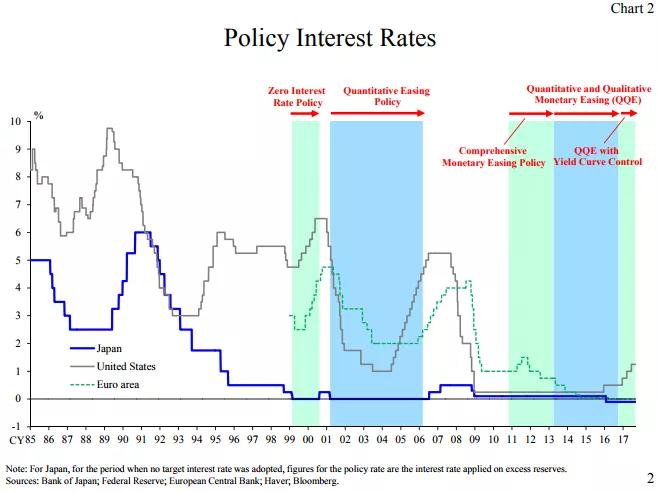 Chart 2
Policy Interest Rates
Zero Interest
Rate Policy
Quantitative Easing
Policy
Quantitative and Qualitative
Monetary Easing (QQE)
Comprehensive
Monetary Easing Policy
QQE with
Yield Curve Control
%
10
9
8
7
6
5
4
3
2
1
0
-1
Japan
United States
Euro area
CY85 86 87 88 89 90 91 92 93 94 95 96 97 98 99 00 01 02 03 04 05 06 07 08 09 10 11 12 13 14 15 16 17
Note: For Japan, for the period when no target interest rate was adopted, figures for the policy rate are the interest rate applied on excess reserves.
Sources: Bank of Japan; Federal Reserve; European Central Bank; Haver; Bloomberg.
2